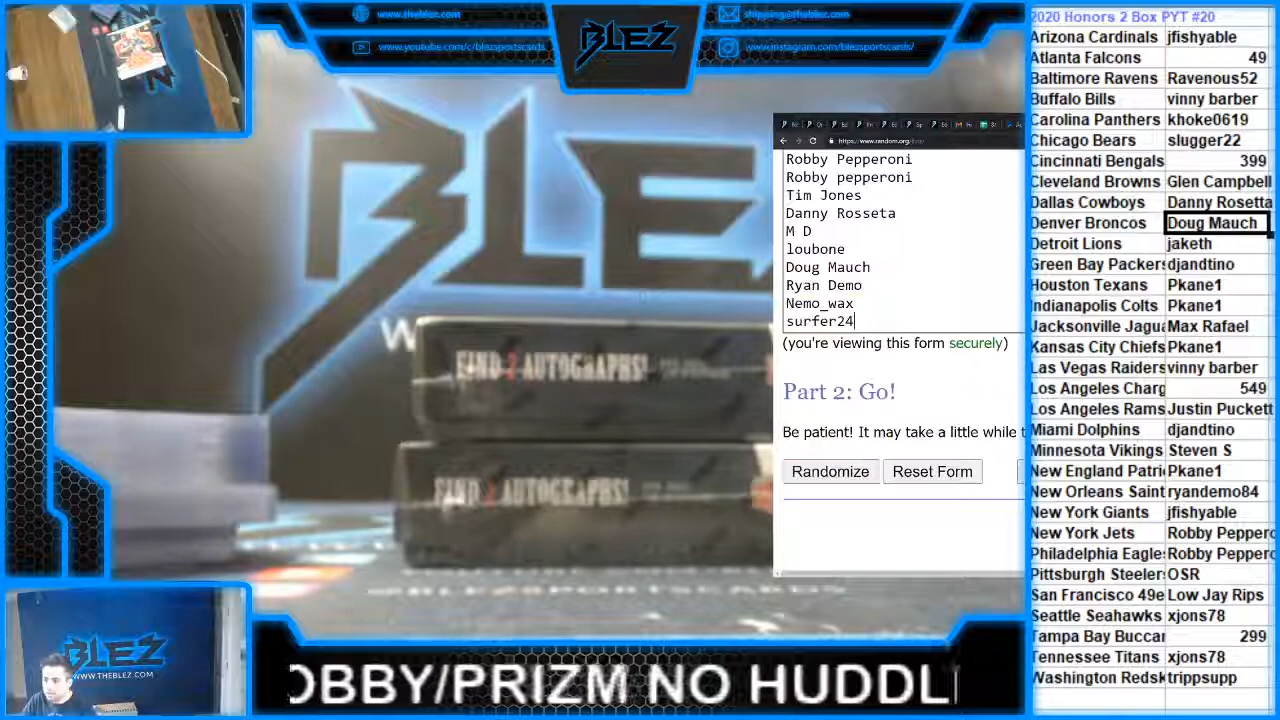 www.theblez.com
www.youtube.com/c/blezsportscards
BLEZ
shipping@theblez.com
www.instagram.com/blezsportscards/
2020 Honors 2 Box PYT #20
Arizona Cardinals jfishyable
Atlanta Falcons 49
Baltimore Ravens Ravenous52
Buffalo Bills vinny barber
Carolina Panthers khoke0619
Chicago Bears slugger22
Cincinnati Bengals 399
Cleveland Browns Glen Campbell
Dallas Cowboys Danny Rosetta
Denver Broncos Doug Mauch
Detroit Lions jaketh
Green Bay Packers djandtino
Houston Texans Pkane1
Indianapolis Colts Pkane1
Jacksonville Jagua Max Rafael
Kansas City Chiefs Pkane1
Las Vegas Raiders vinny barber
Los Angeles Charg 549
Los Angeles Rams Justin Puckett
Miami Dolphins djandtino
Minnesota Vikings Steven S
New England Patri Pkane1
New Orleans Saint ryandemo84
New York Giants jfishyable
New York Jets Robby Peppero
Philadelphia Eagle Robby Peppero
Pittsburgh Steelers OSR
San Francisco 49e Low Jay Rips
Seattle Seahawks xjons78
Tampa Bay Buccar 299
Tennessee Titans xjons78
Washington Redsk trippsupp
https://www.random.org/lists/
Robby Pepperoni
Robby pepperoni
Tim Jones
Danny Rosseta
M D
loubone
Doug Mauch
Ryan Demo
Nemo_wax
surfer24
(you're viewing this form securely)
Part 2: Go!
Be patient! It may take a little while t
Randomize Reset Form
BLEZ
W
FIND 2 AUTOGRAPHS!
FIND 2 AUTOGRAPHS!
BLEZSPORTSCARDS
BLEZ
WWW.THEBLEZ.COM
OBBY/PRIZM NO HUDDL